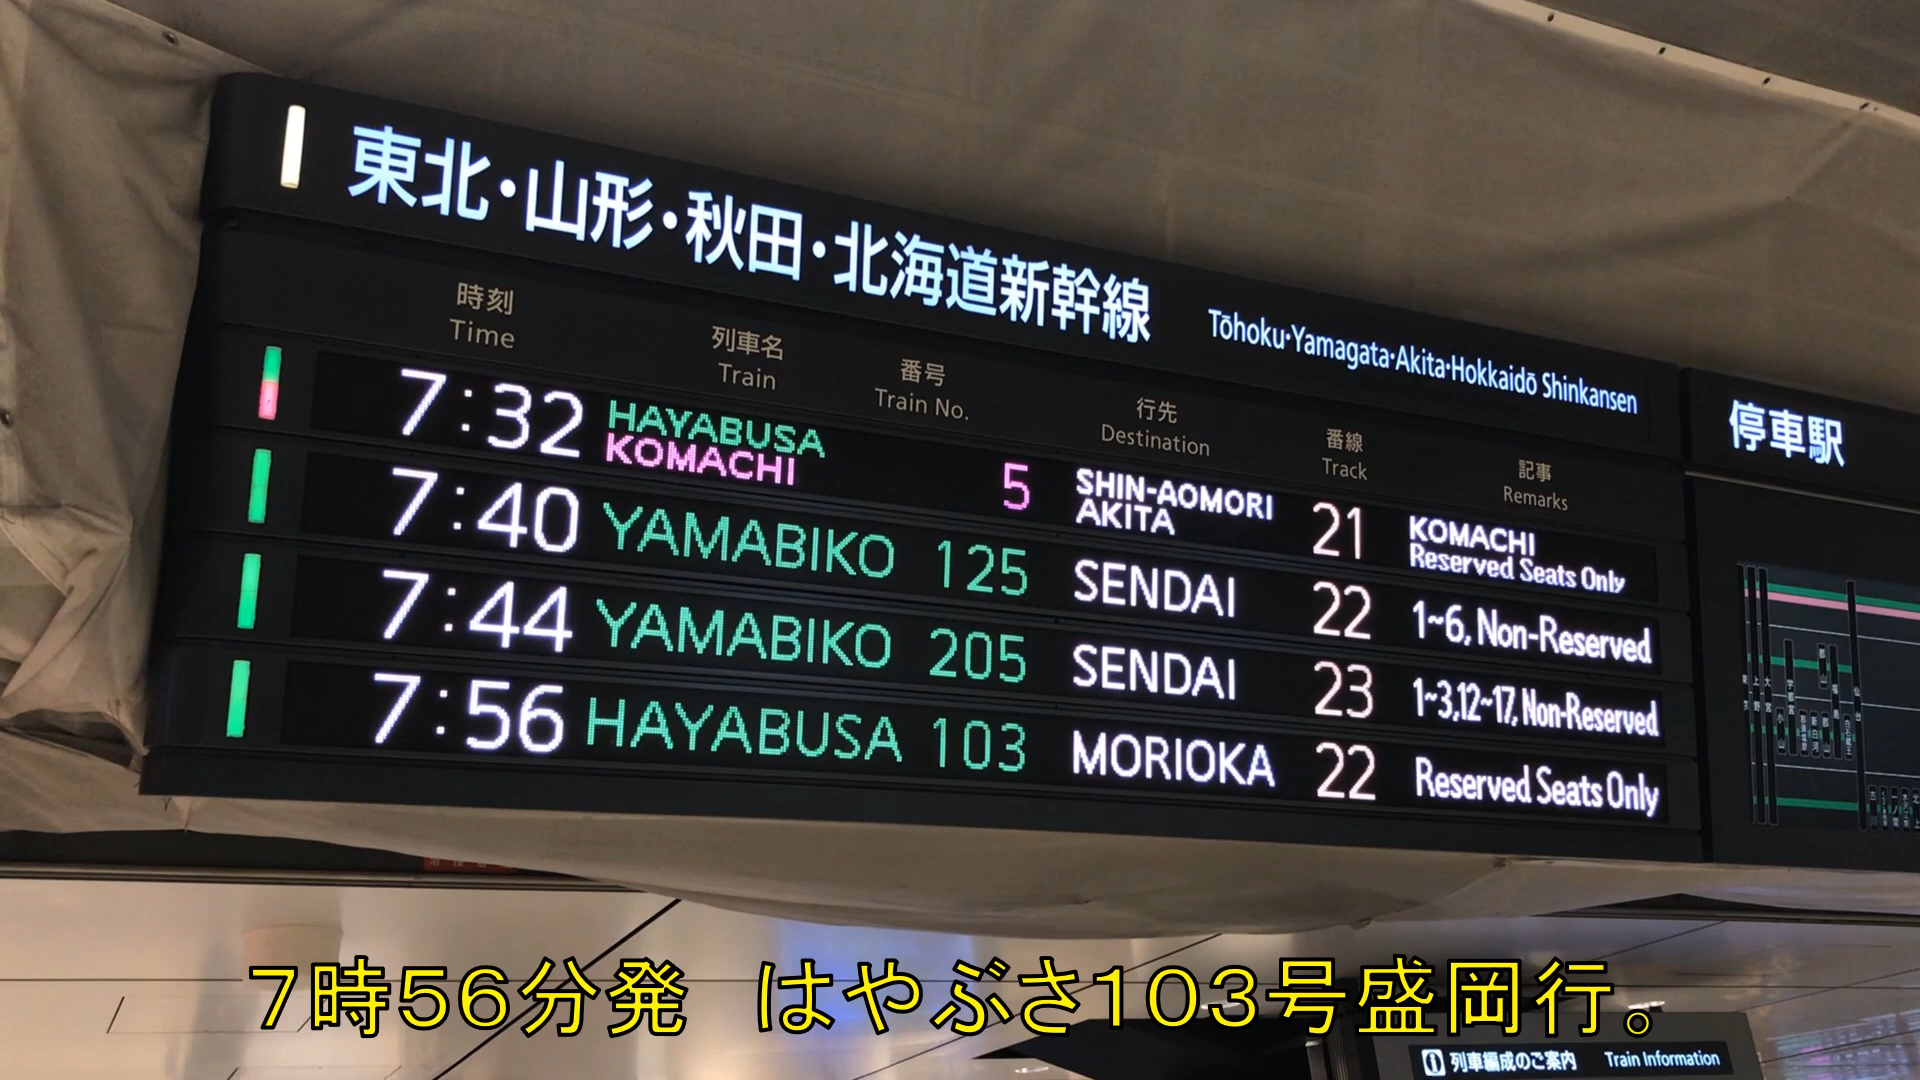 東北・山形・秋田・北海道新幹線 Tōhoku・Yamagata・Akita・Hokkaidō Shinkansen
停車駅
時刻 列車名 番号 行先 番線 記事
Time Train Train No. Destination Track Remarks
7:32 HAYABUSA 5 SHIN-AOMORI 21 KOMACHI
KOMACHI AKITA Reserved Seats Only
7:40 YAMABIKO 125 SENDAI 22 1~6, Non-Reserved
7:44 YAMABIKO 205 SENDAI 23 1~3,12~17, Non-Reserved
7:56 HAYABUSA 103 MORIOKA 22 Reserved Seats Only
７時５６分発　はやぶさ１０３号盛岡行。
列車編成のご案内 Train Information